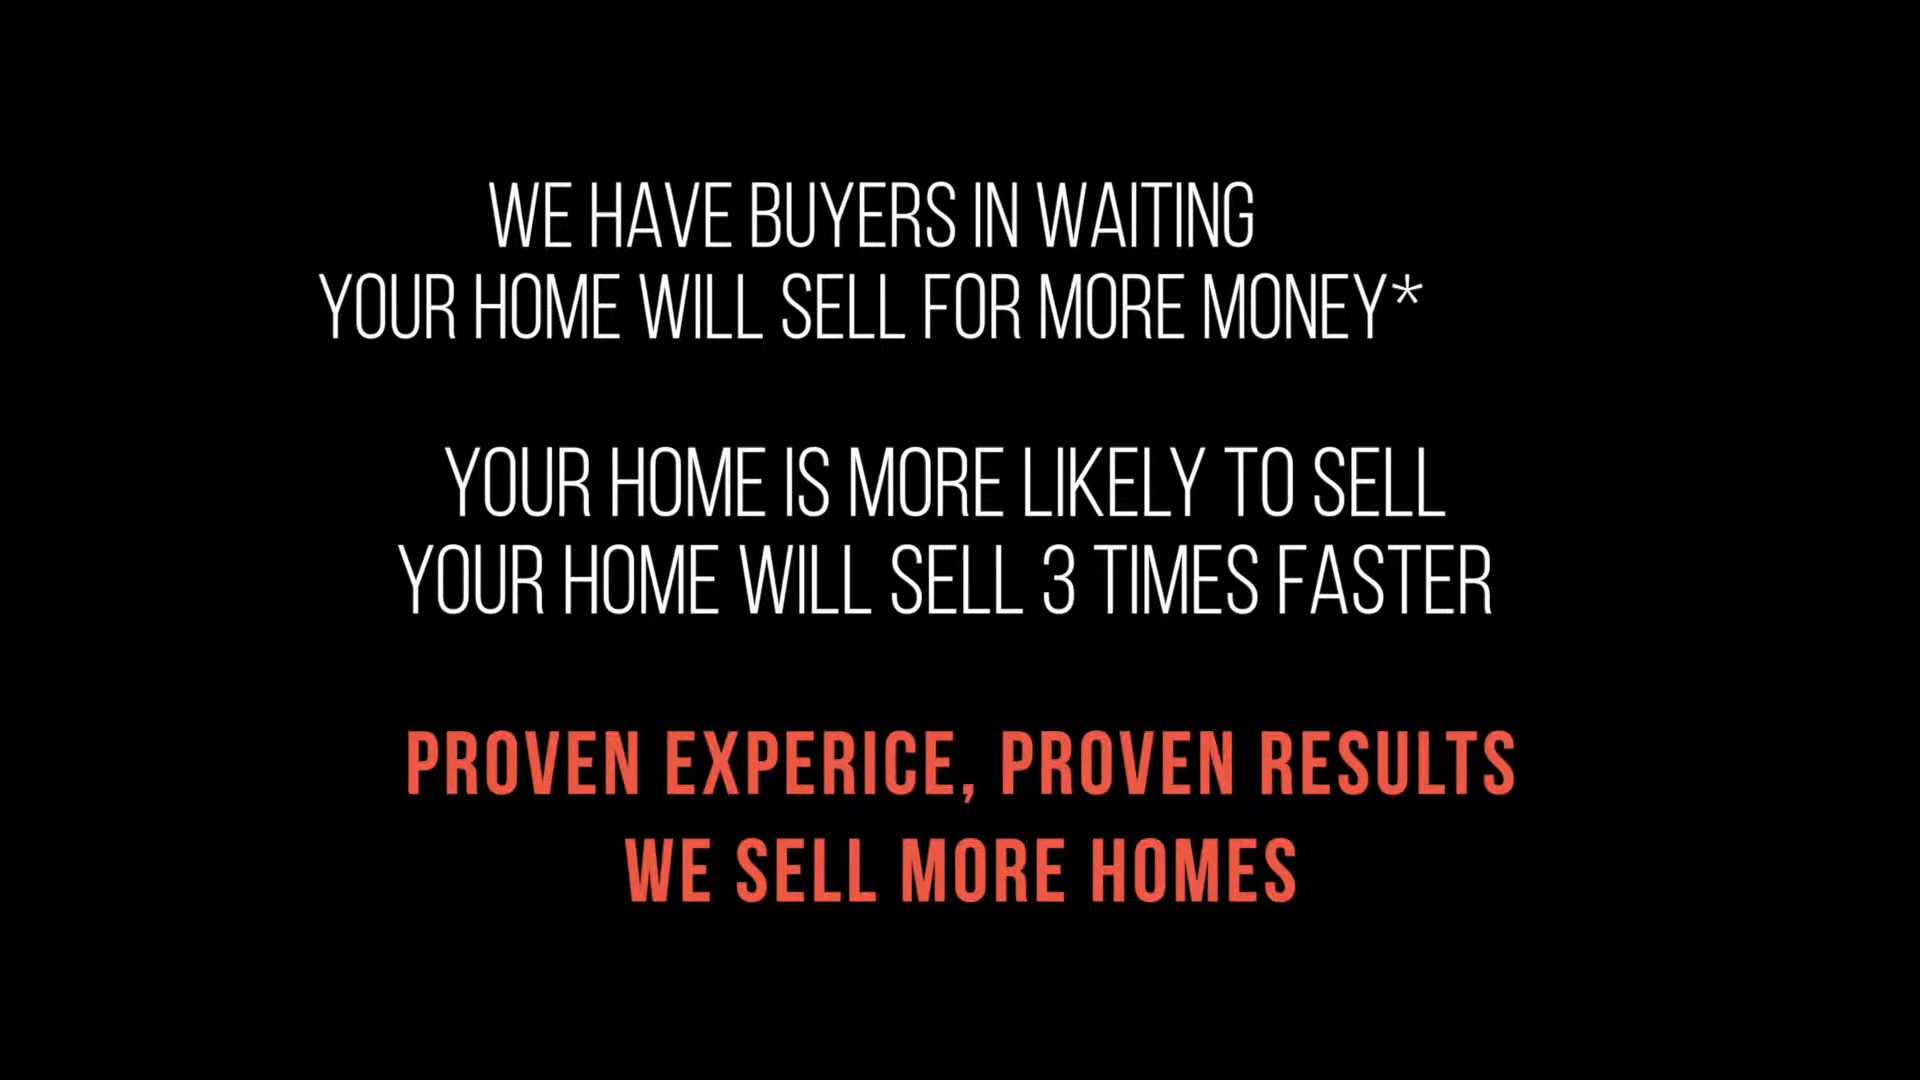 WE HAVE BUYERS IN WAITING
YOUR HOME WILL SELL FOR MORE MONEY*
YOUR HOME IS MORE LIKELY TO SELL
YOUR HOME WILL SELL 3 TIMES FASTER
PROVEN EXPERICE, PROVEN RESULTS
WE SELL MORE HOMES